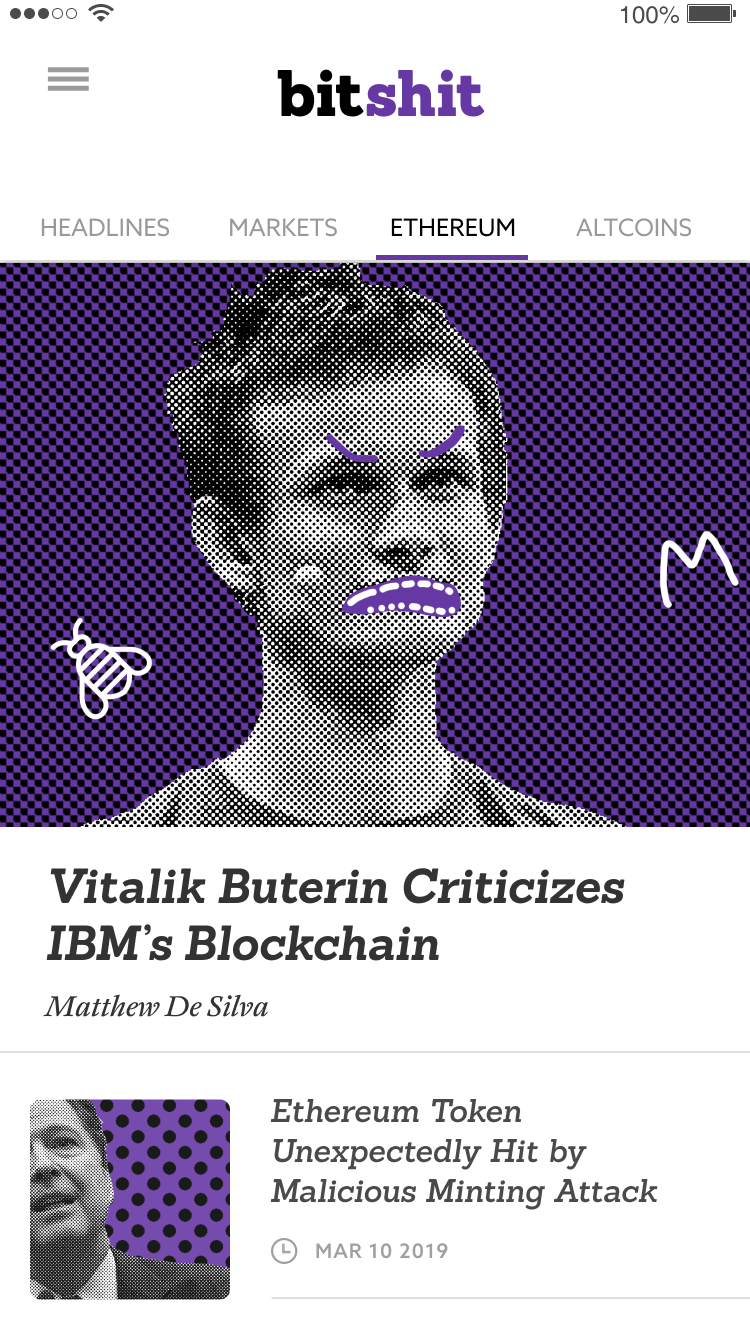 100%
bitshit
HEADLINES MARKETS ETHEREUM ALTCOINS
Vitalik Buterin Criticizes
IBM’s Blockchain
Matthew De Silva
Ethereum Token
Unexpectedly Hit by
Malicious Minting Attack
MAR 10 2019